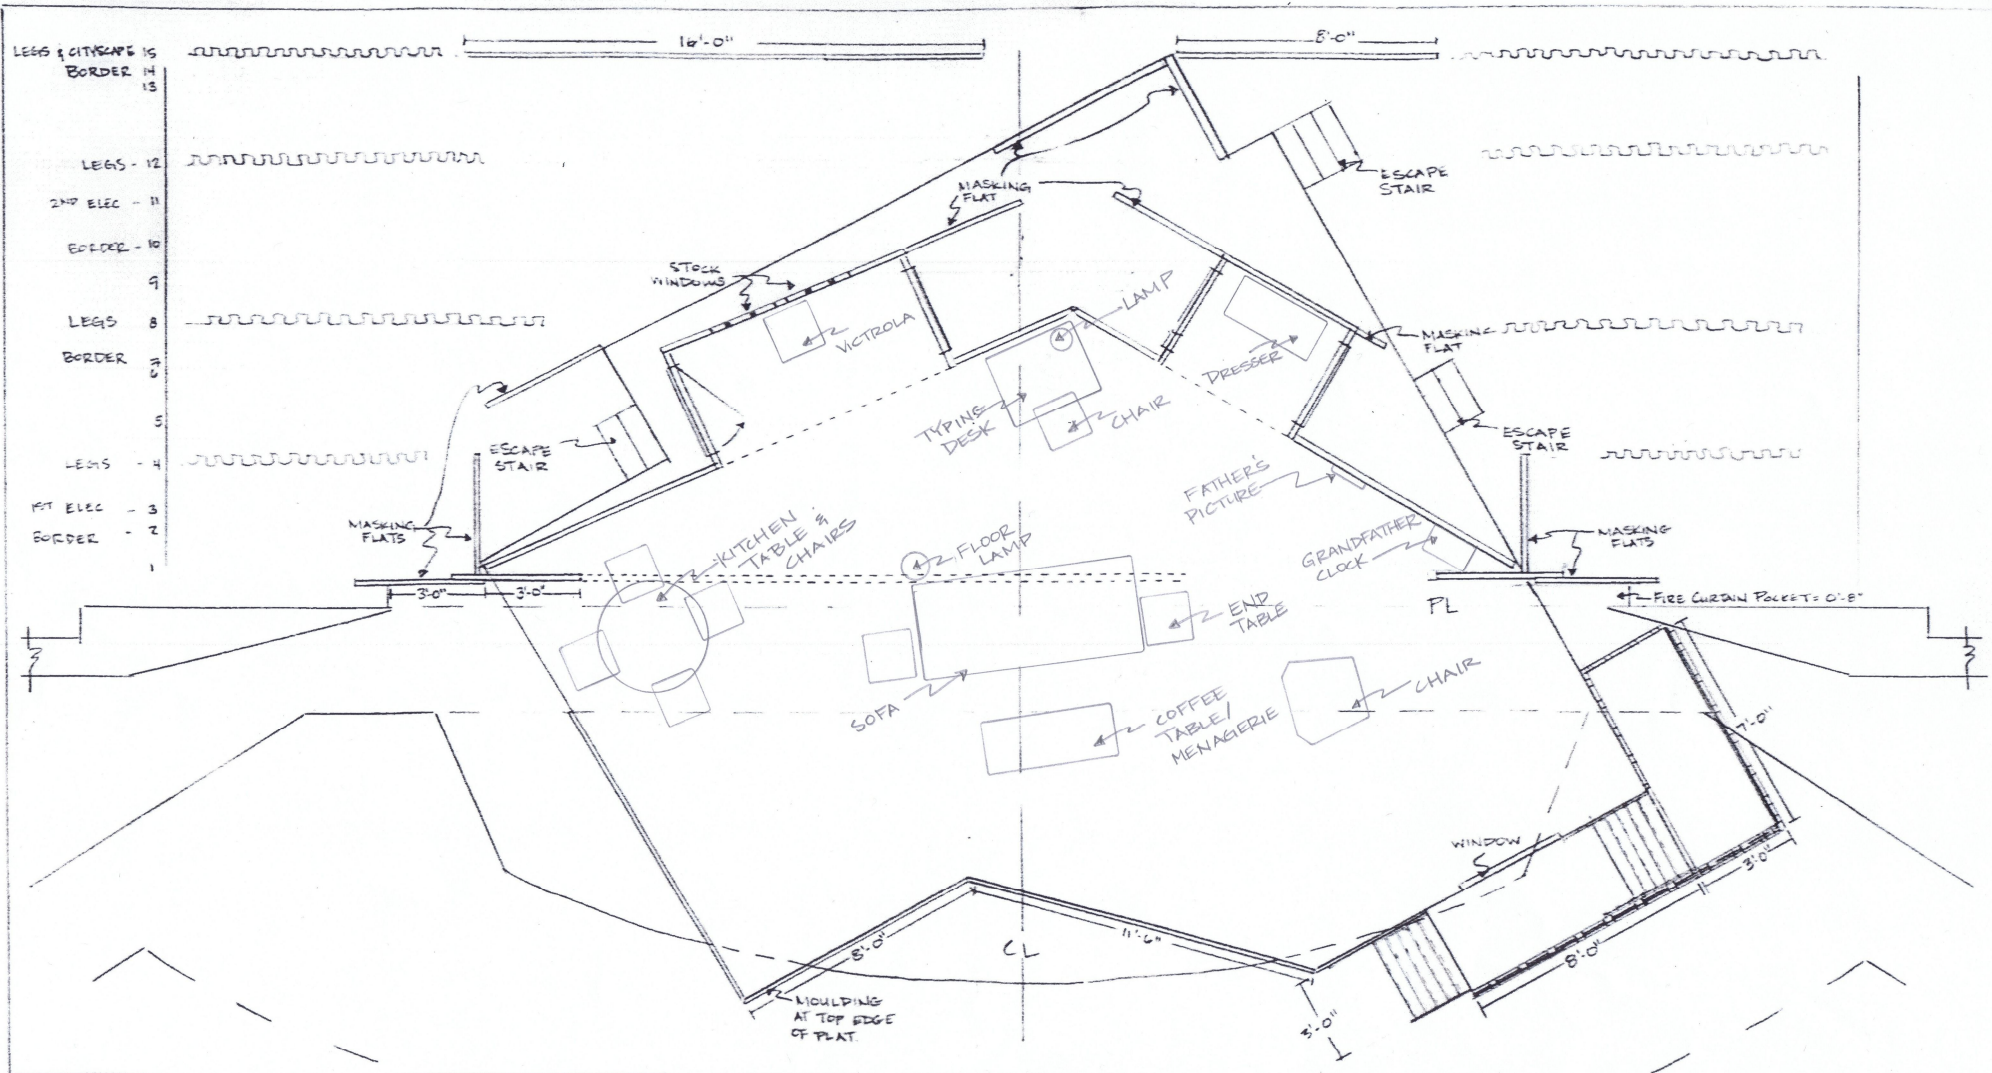 LEGS & CITYSCAPE 15
BORDER 14
13
LEGS - 12
2ND ELEC - 11
BORDER - 10
9
LEGS 8
BORDER 7
6
5
LEGS - 4
1ST ELEC - 3
BORDER - 2
1
16'-0"
8'-0"
MASKING
FLAT
ESCAPE
STAIR
STOCK
WINDOWS
VICTROLA
LAMP
DRESSER
MASKING
FLAT
TYPING
DESK
CHAIR
ESCAPE
STAIR
ESCAPE
STAIR
FATHER'S
PICTURE
GRANDFATHER
CLOCK
MASKING
FLATS
MASKING
FLATS
KITCHEN
TABLE &
CHAIRS
FLOOR
LAMP
3'-0"
3'-0"
END
TABLE
PL
FIRE CURTAIN POCKET = 0'-8"
SOFA
COFFEE
TABLE/
MENAGERIE
CHAIR
7'-0"
WINDOW
3'-0"
8'-0"
CL
11'-6"
8'-0"
3'-0"
MOULDING
AT TOP EDGE
OF PLAT.